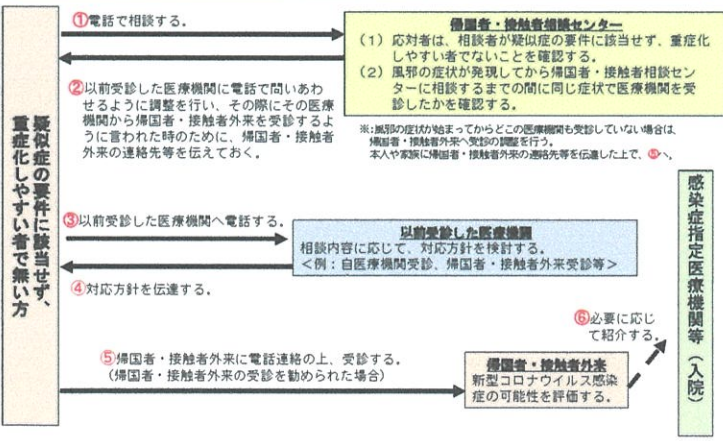 ①電話で相談する。
帰国者・接触者相談センター
(1) 応対者は、相談者が疑似症の要件に該当せず、重症化
しやすい者でないことを確認する。
(2) 風邪の症状が発現してから帰国者・接触者相談セン
ターに相談するまでの間に同じ症状で医療機関を受
診したかを確認する。
②以前受診した医療機関に電話で問いあわ
せるように調整を行い、その際にその医療
機関から帰国者・接触者外来を受診するよ
うに言われた時のために、帰国者・接触者
外来の連絡先等を伝えておく。
※:風邪の症状が始まってからどこの医療機関も受診していない場合は、
帰国者・接触者外来へ受診の調整を行う。
本人や家族に帰国者・接触者外来の連絡先等を伝達した上で、⑤へ。
疑似症の要件に該当せず、
重症化しやすい者で無い方
③以前受診した医療機関へ電話する。
以前受診した医療機関
相談内容に応じて、対応方針を検討する。
<例:自医療機関受診、帰国者・接触者外来受診等>
④対応方針を伝達する。
感染症指定医療機関等(入院)
⑥必要に応じ
て紹介する。
⑤帰国者・接触者外来に電話連絡の上、受診する。
(帰国者・接触者外来の受診を勧められた場合)
帰国者・接触者外来
新型コロナウイルス感染
症の可能性を評価する。